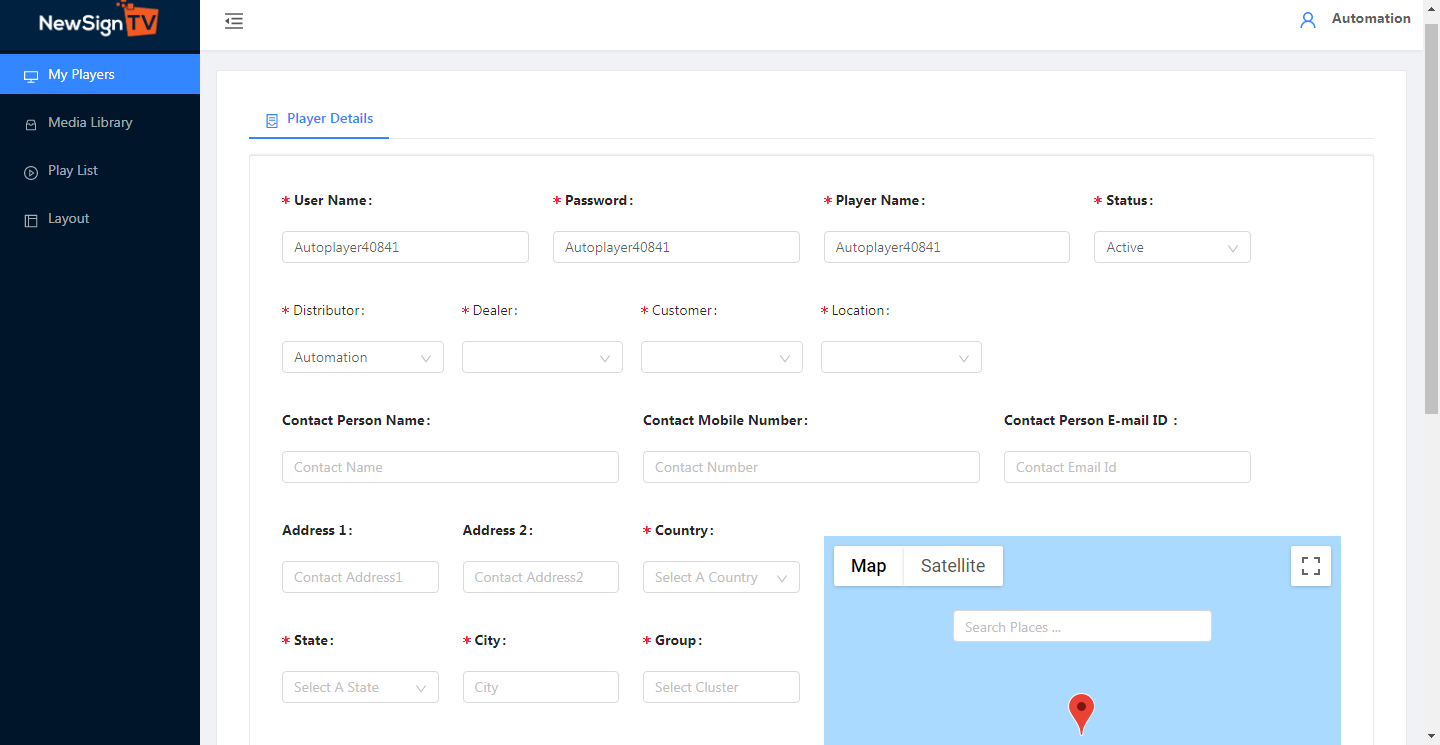 NewSign TV
Automation
My Players
Media Library
Play List
Layout
Player Details
* User Name:
* Password:
* Player Name:
* Status:
Autoplayer40841
Autoplayer40841
Autoplayer40841
Active
* Distributor:
* Dealer:
* Customer:
* Location:
Automation
Contact Person Name:
Contact Mobile Number:
Contact Person E-mail ID :
Contact Name
Contact Number
Contact Email Id
Address 1:
Address 2:
* Country:
Contact Address1
Contact Address2
Select A Country
Map
Satellite
Search Places ...
* State:
* City:
* Group:
Select A State
City
Select Cluster